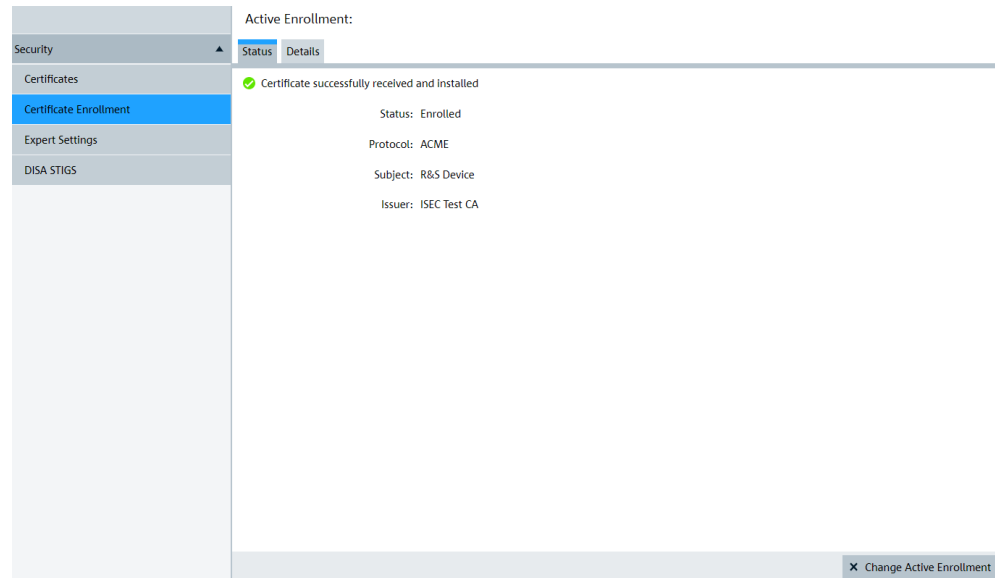 Active Enrollment:
Security
Status Details
Certificates
Certificate Enrollment
Expert Settings
DISA STIGS
Certificate successfully received and installed
Status: Enrolled
Protocol: ACME
Subject: R&S Device
Issuer: ISEC Test CA
Change Active Enrollment